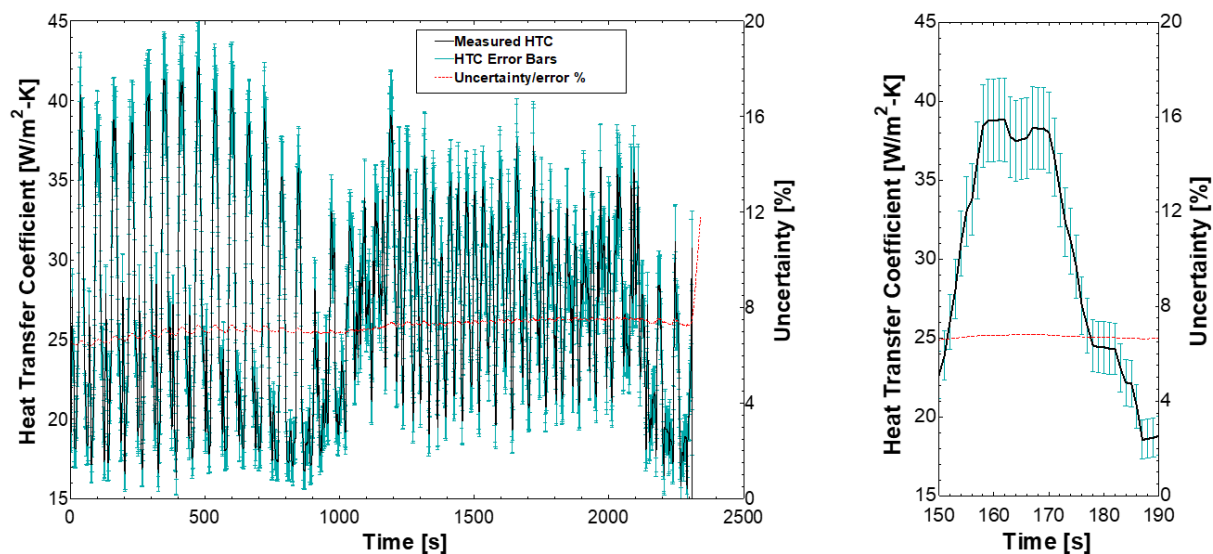 45
40
35
30
25
20
15
Heat Transfer Coefficient [W/m²-K]
Measured HTC
HTC Error Bars
Uncertainty/error %
20
16
12
8
4
0
Uncertainty [%]
0 500 1000 1500 2000 2500
Time [s]
45
40
35
30
25
20
15
Heat Transfer Coefficient [W/m²-K]
20
16
12
8
4
0
Uncertainty [%]
150 160 170 180 190
Time [s]